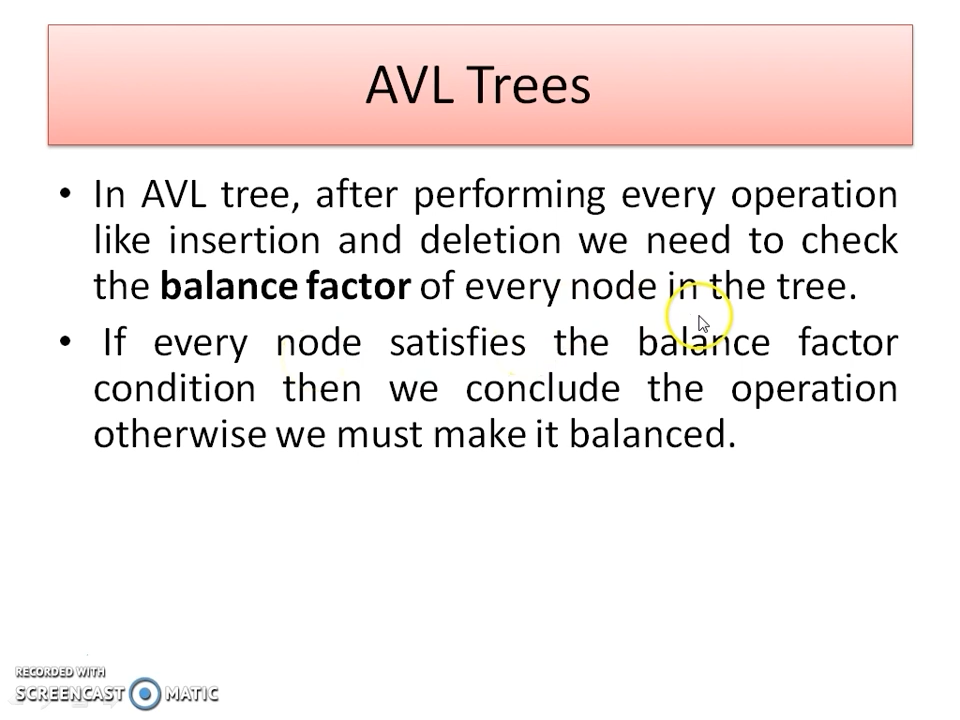 AVL Trees
• In AVL tree, after performing every operation
like insertion and deletion we need to check
the balance factor of every node in the tree.
• If every node satisfies the balance factor
condition then we conclude the operation
otherwise we must make it balanced.
RECORDED WITH
SCREENCAST MATIC